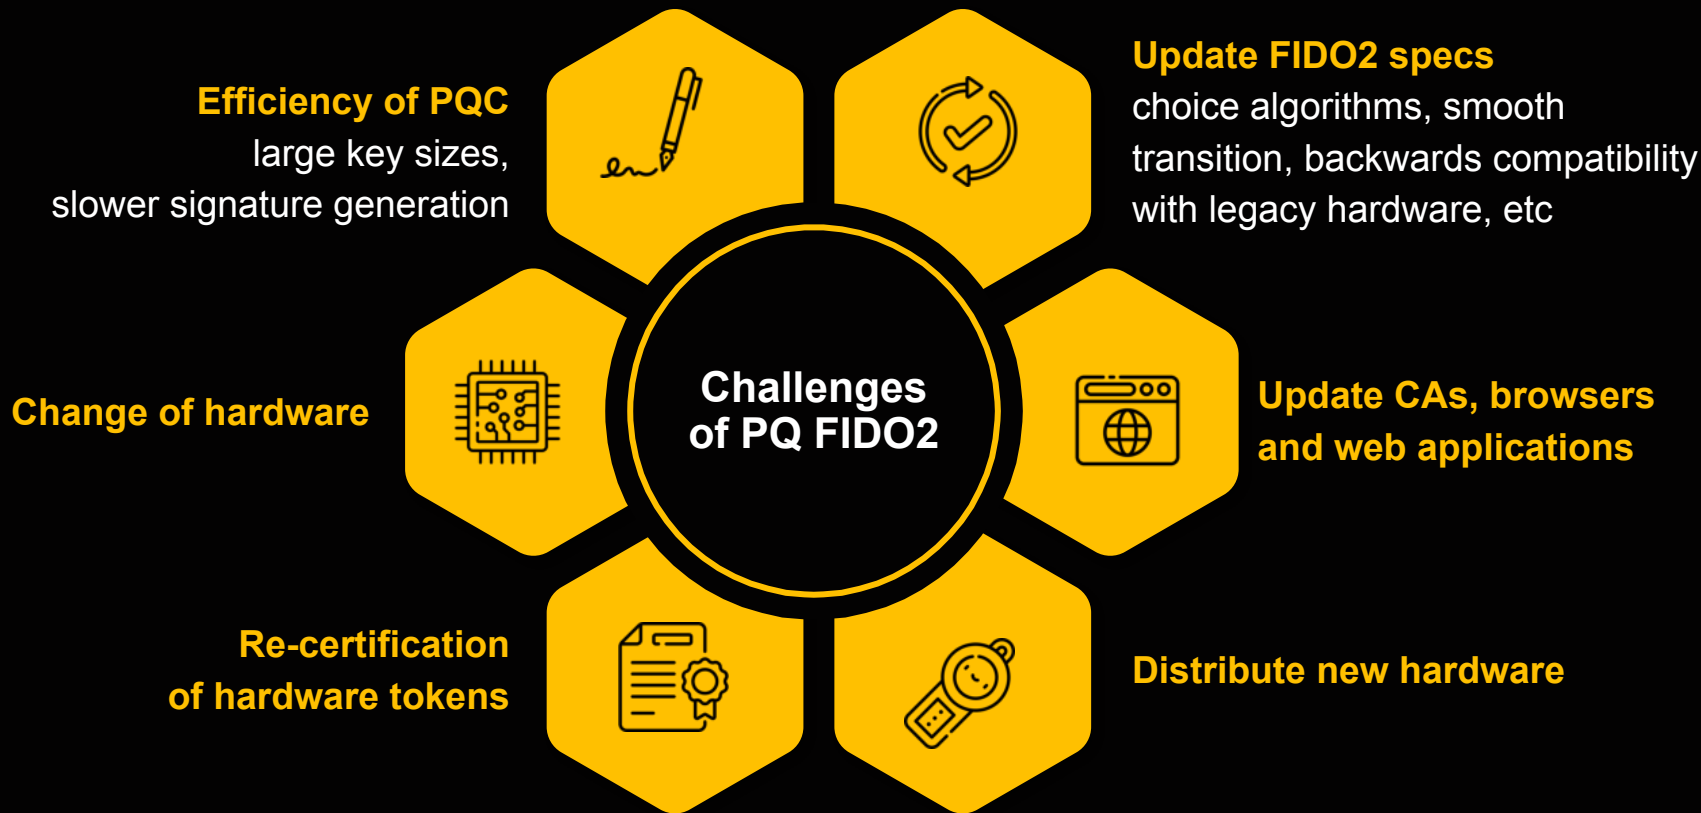 Efficiency of PQC
large key sizes,
slower signature generation
Update FIDO2 specs
choice algorithms, smooth
transition, backwards compatibility
with legacy hardware, etc
Change of hardware
Challenges
of PQ FIDO2
Update CAs, browsers
and web applications
Re-certification
of hardware tokens
Distribute new hardware